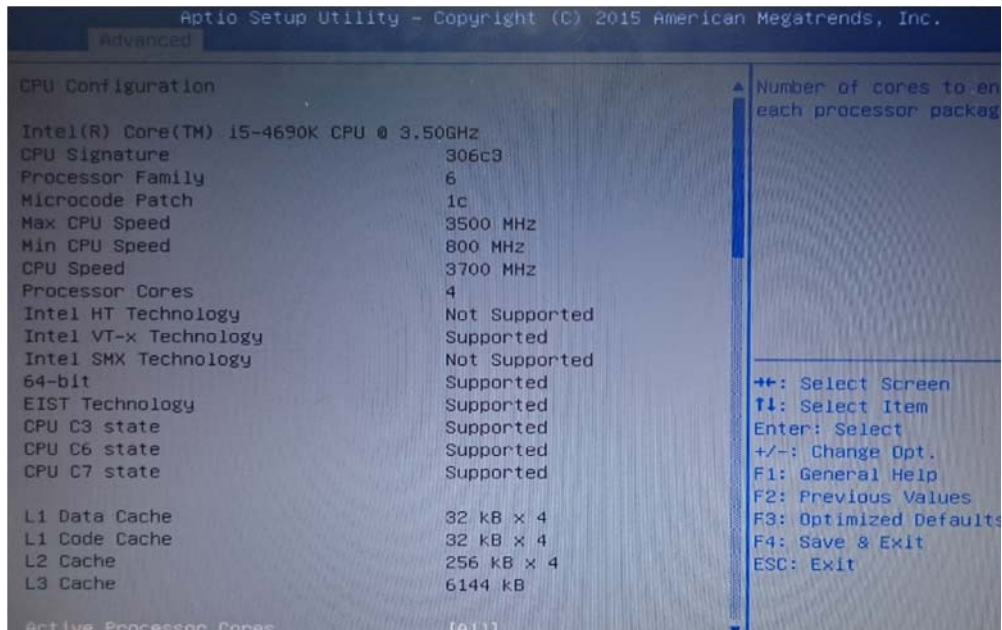 Aptio Setup Utility – Copyright (C) 2015 American Megatrends, Inc.
Advanced
CPU Configuration
Intel(R) Core(TM) i5-4690K CPU @ 3.50GHz
CPU Signature 306c3
Processor Family 6
Microcode Patch 1c
Max CPU Speed 3500 MHz
Min CPU Speed 800 MHz
CPU Speed 3700 MHz
Processor Cores 4
Intel HT Technology Not Supported
Intel VT-x Technology Supported
Intel SMX Technology Not Supported
64-bit Supported
EIST Technology Supported
CPU C3 state Supported
CPU C6 state Supported
CPU C7 state Supported
L1 Data Cache 32 kB x 4
L1 Code Cache 32 kB x 4
L2 Cache 256 kB x 4
L3 Cache 6144 kB
Active Processor Cores [All]
Number of cores to en
each processor packag
→←: Select Screen
↑↓: Select Item
Enter: Select
+/-: Change Opt.
F1: General Help
F2: Previous Values
F3: Optimized Defaults
F4: Save & Exit
ESC: Exit